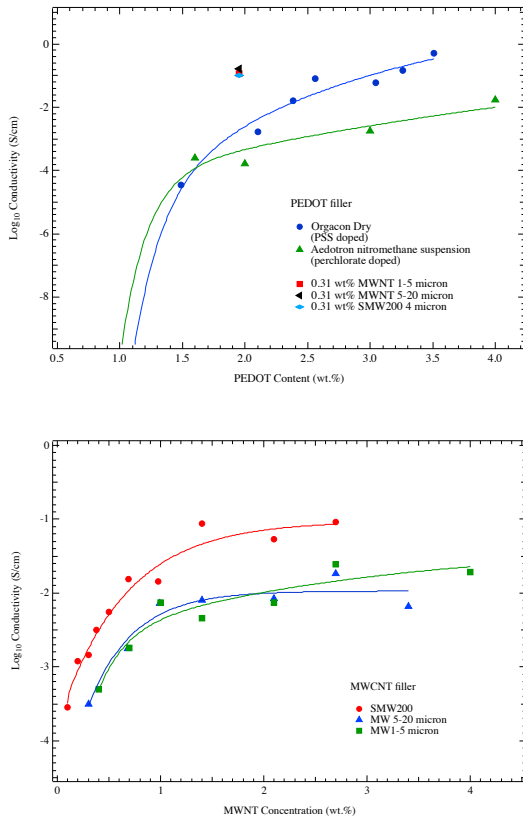 0
-2
-4
-6
-8
Log10 Conductivity (S/cm)
PEDOT filler
Orgacon Dry
(PSS doped)
Aedotron nitromethane suspension
(perchlorate doped)
0.31 wt% MWNT 1-5 micron
0.31 wt% MWNT 5-20 micron
0.31 wt% SMW200 4 micron
0.5 1.0 1.5 2.0 2.5 3.0 3.5 4.0
PEDOT Content (wt.%)
0
-1
-2
-3
-4
Log10 Conductivity (S/cm)
MWCNT filler
SMW200
MW 5-20 micron
MW1-5 micron
0 1 2 3 4
MWNT Concentration (wt.%)